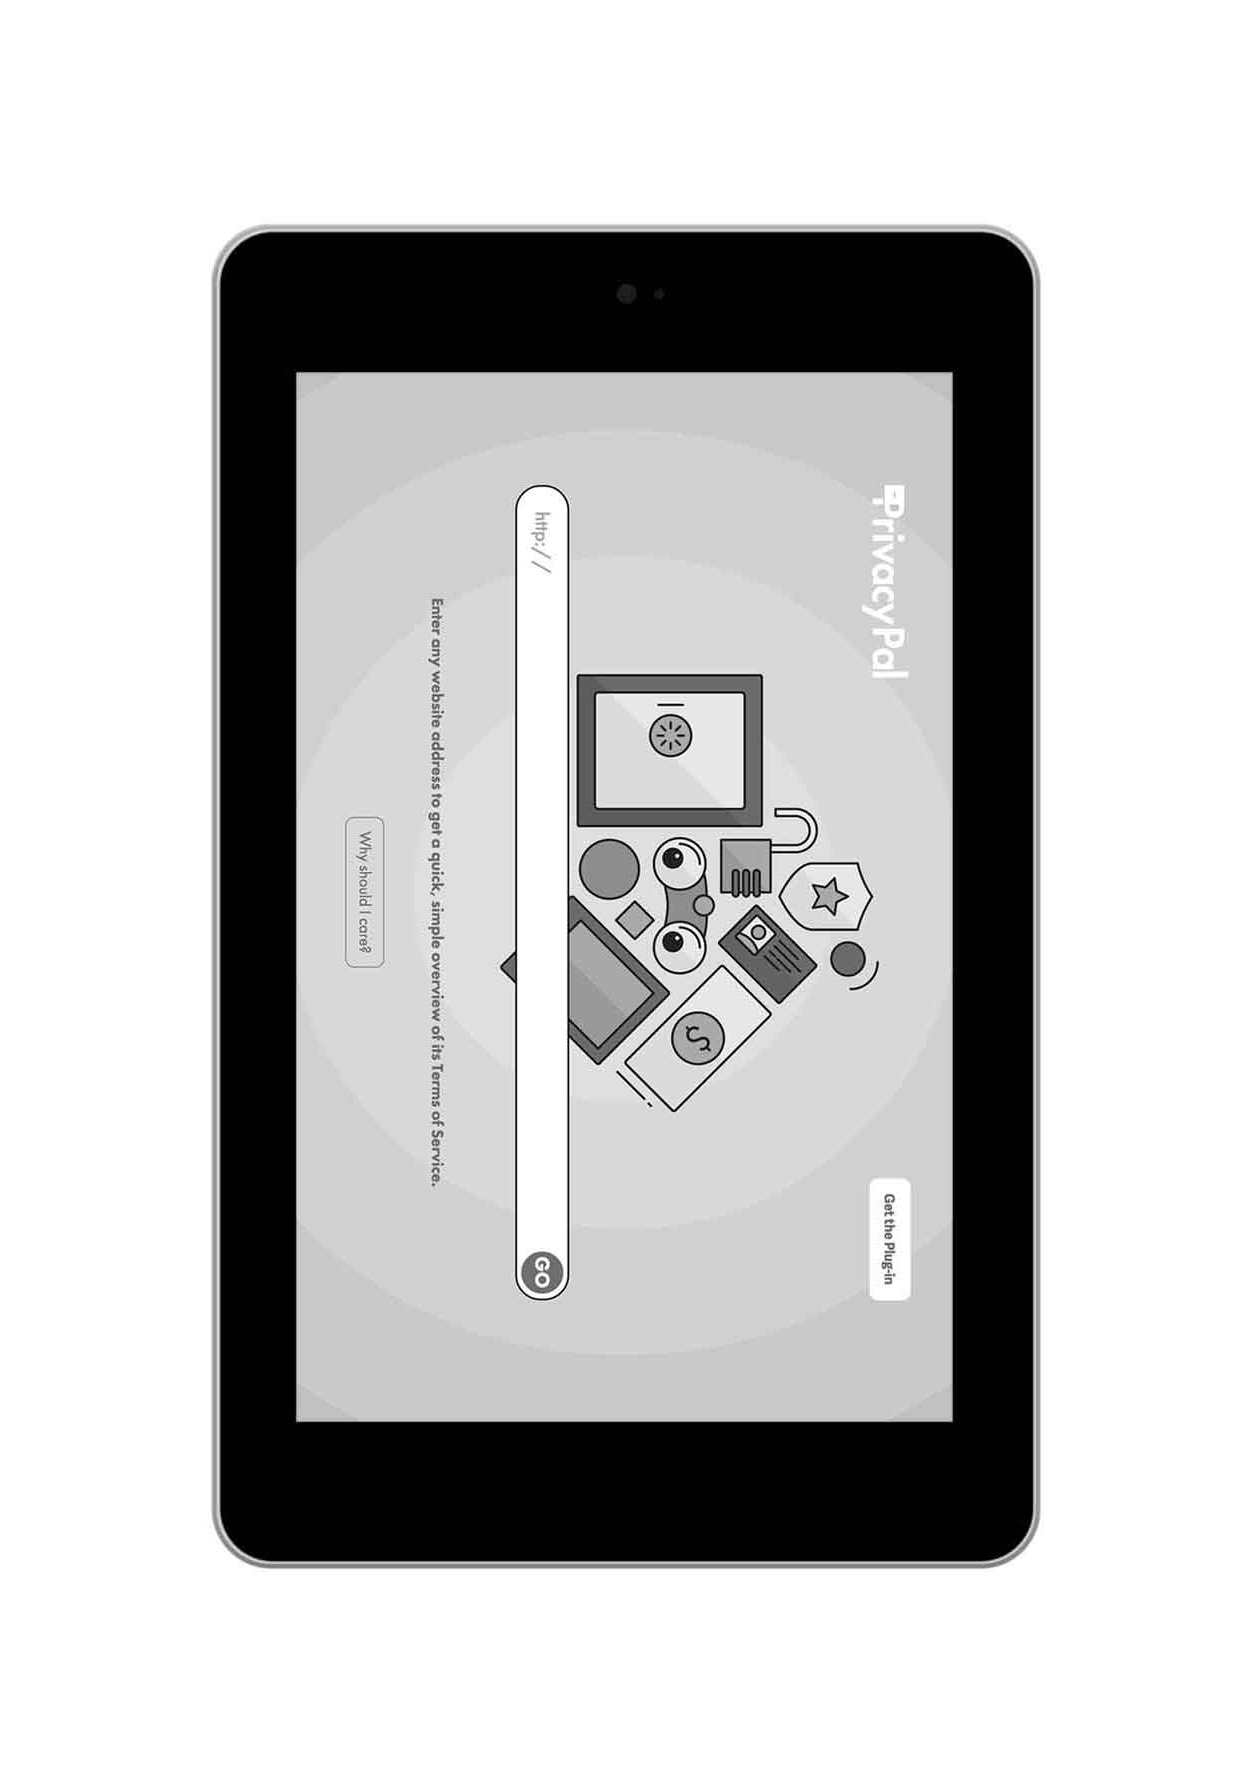 PrivacyPal
Get the Plug-in
http://
GO
Enter any website address to get a quick, simple overview of its Terms of Service.
Why should I care?